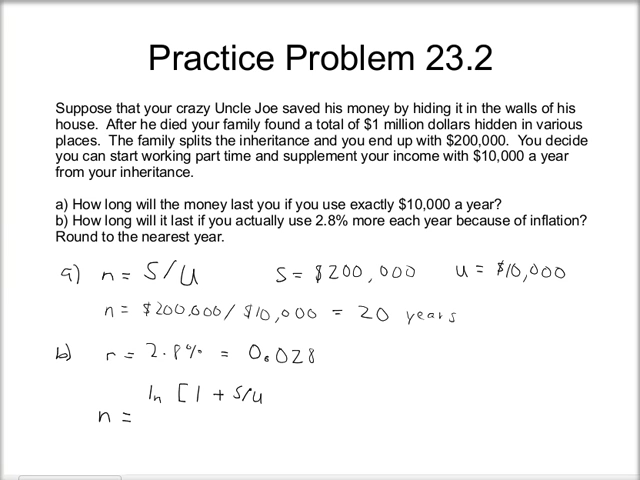 Practice Problem 23.2
Suppose that your crazy Uncle Joe saved his money by hiding it in the walls of his
house. After he died your family found a total of $1 million dollars hidden in various
places. The family splits the inheritance and you end up with $200,000. You decide
you can start working part time and supplement your income with $10,000 a year
from your inheritance.
a) How long will the money last you if you use exactly $10,000 a year?
b) How long will it last if you actually use 2.8% more each year because of inflation?
Round to the nearest year.
a) n = S/U S = $200,000 u = $10,000
n = $200,000 / $10,000 = 20 years
b) r = 2.8% = 0.028
ln [1 + S/U
n =